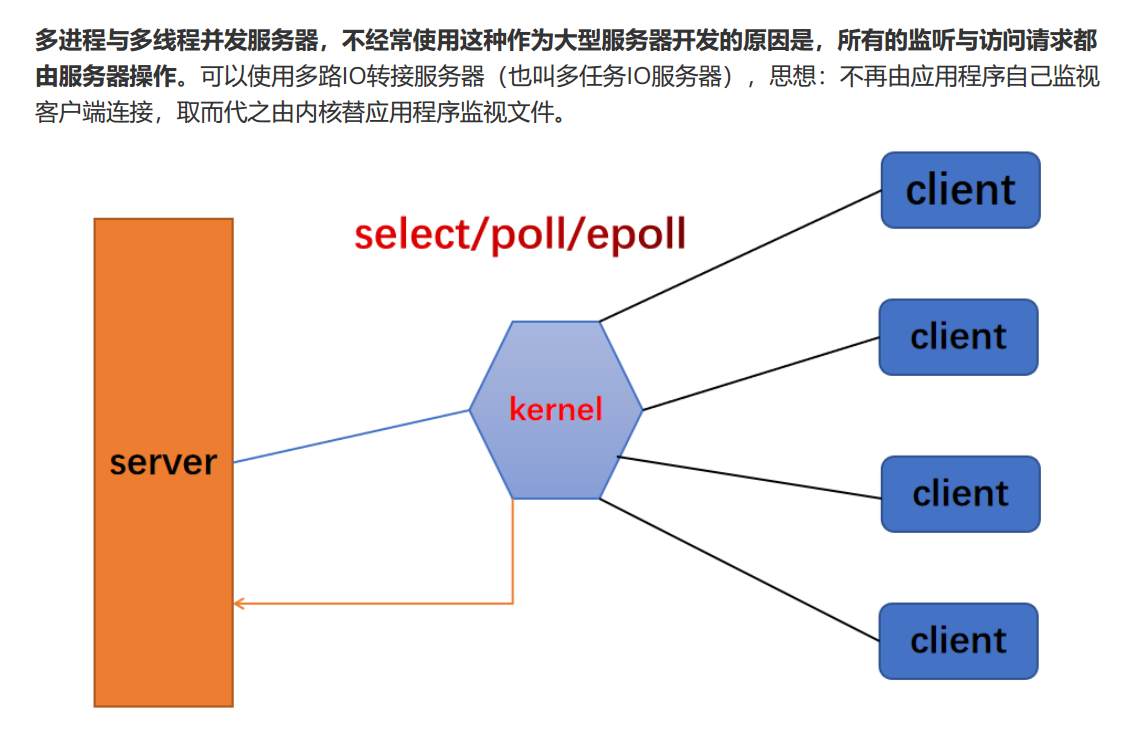 多进程与多线程并发服务器，不经常使用这种作为大型服务器开发的原因是，所有的监听与访问请求都
由服务器操作。可以使用多路IO转接服务器（也叫多任务IO服务器），思想：不再由应用程序自己监视
客户端连接，取而代之由内核替应用程序监视文件。
client
select/poll/epoll
client
kernel
server
client
client